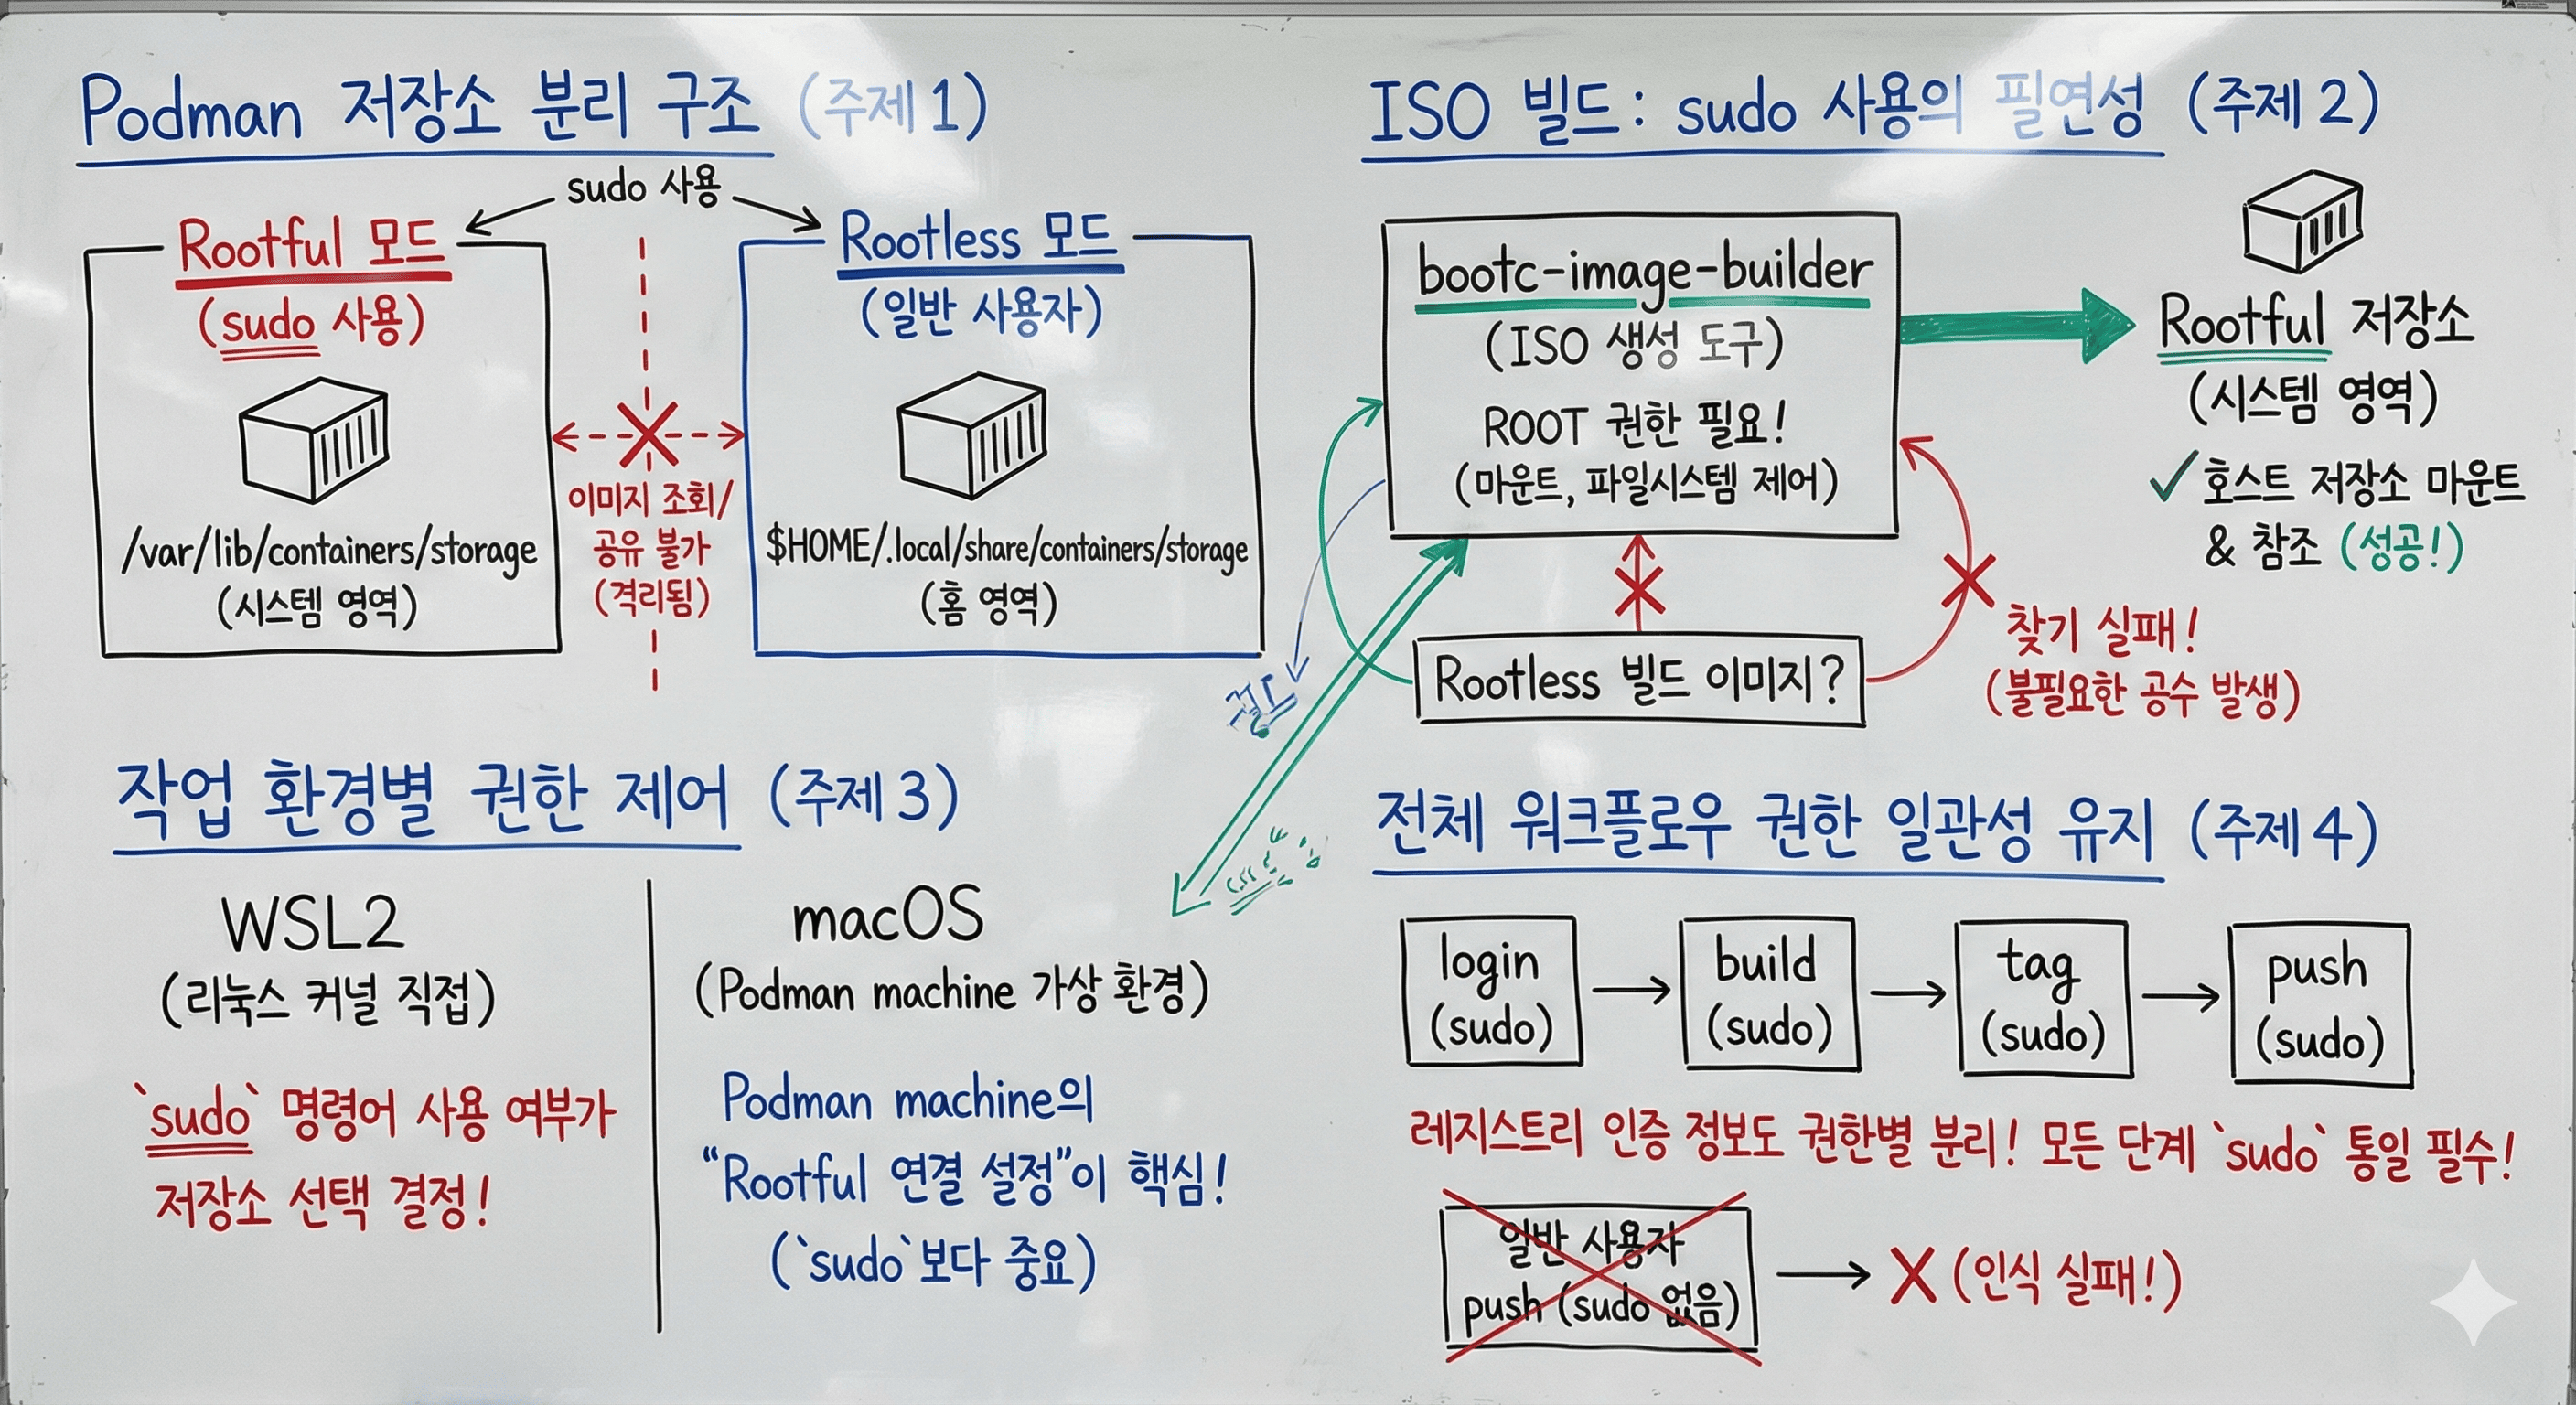 Podman 저장소 분리 구조 (주제 1)
sudo 사용
Rootful 모드
(sudo 사용)
/var/lib/containers/storage
(시스템 영역)
이미지 조회/
공유 불가
(격리됨)
Rootless 모드
(일반 사용자)
$HOME/.local/share/containers/storage
(홈 영역)
ISO 빌드: sudo 사용의 필연성 (주제 2)
bootc-image-builder
(ISO 생성 도구)
ROOT 권한 필요!
(마운트, 파일시스템 제어)
Rootful 저장소
(시스템 영역)
✓ 호스트 저장소 마운트
& 참조 (성공!)
Rootless 빌드 이미지?
찾기 실패!
(불필요한 공수 발생)
작업 환경별 권한 제어 (주제 3)
WSL2
(리눅스 커널 직접)
`sudo` 명령어 사용 여부가
저장소 선택 결정!
macOS
(Podman machine 가상 환경)
Podman machine의
“Rootful 연결 설정”이 핵심!
(`sudo`보다 중요)
전체 워크플로우 권한 일관성 유지 (주제 4)
login
(sudo)
build
(sudo)
tag
(sudo)
push
(sudo)
레지스트리 인증 정보도 권한별 분리! 모든 단계 `sudo` 통일 필수!
일반 사용자
push (sudo 없음)
X (인식 실패!)